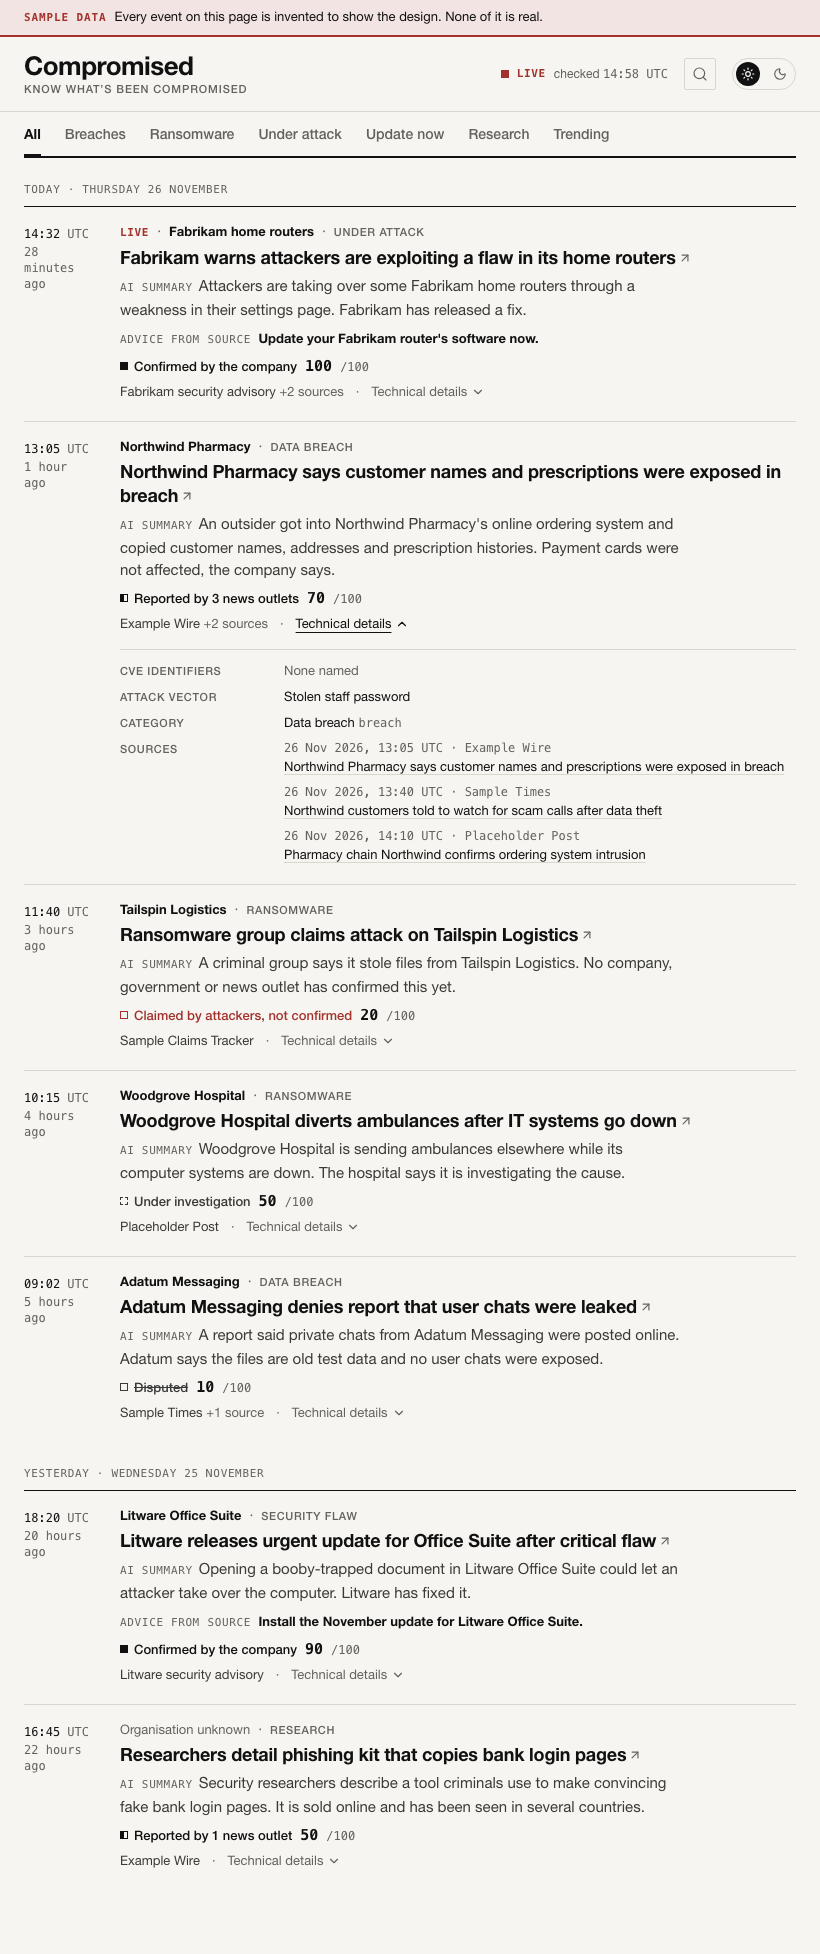 SAMPLE DATA Every event on this page is invented to show the design. None of it is real.
Compromised
KNOW WHAT'S BEEN COMPROMISED
LIVE checked 14:58 UTC
All Breaches Ransomware Under attack Update now Research Trending
TODAY · THURSDAY 26 NOVEMBER
14:32 UTC
28
minutes
ago
LIVE · Fabrikam home routers · UNDER ATTACK
Fabrikam warns attackers are exploiting a flaw in its home routers
AI SUMMARY Attackers are taking over some Fabrikam home routers through a
weakness in their settings page. Fabrikam has released a fix.
ADVICE FROM SOURCE Update your Fabrikam router's software now.
Confirmed by the company 100 /100
Fabrikam security advisory +2 sources · Technical details
13:05 UTC
1 hour
ago
Northwind Pharmacy · DATA BREACH
Northwind Pharmacy says customer names and prescriptions were exposed in
breach
AI SUMMARY An outsider got into Northwind Pharmacy's online ordering system and
copied customer names, addresses and prescription histories. Payment cards were
not affected, the company says.
Reported by 3 news outlets 70 /100
Example Wire +2 sources · Technical details
CVE IDENTIFIERS None named
ATTACK VECTOR Stolen staff password
CATEGORY Data breach breach
SOURCES 26 Nov 2026, 13:05 UTC · Example Wire
Northwind Pharmacy says customer names and prescriptions were exposed in breach
26 Nov 2026, 13:40 UTC · Sample Times
Northwind customers told to watch for scam calls after data theft
26 Nov 2026, 14:10 UTC · Placeholder Post
Pharmacy chain Northwind confirms ordering system intrusion
11:40 UTC
3 hours
ago
Tailspin Logistics · RANSOMWARE
Ransomware group claims attack on Tailspin Logistics
AI SUMMARY A criminal group says it stole files from Tailspin Logistics. No company,
government or news outlet has confirmed this yet.
Claimed by attackers, not confirmed 20 /100
Sample Claims Tracker · Technical details
10:15 UTC
4 hours
ago
Woodgrove Hospital · RANSOMWARE
Woodgrove Hospital diverts ambulances after IT systems go down
AI SUMMARY Woodgrove Hospital is sending ambulances elsewhere while its
computer systems are down. The hospital says it is investigating the cause.
Under investigation 50 /100
Placeholder Post · Technical details
09:02 UTC
5 hours
ago
Adatum Messaging · DATA BREACH
Adatum Messaging denies report that user chats were leaked
AI SUMMARY A report said private chats from Adatum Messaging were posted online.
Adatum says the files are old test data and no user chats were exposed.
Disputed 10 /100
Sample Times +1 source · Technical details
YESTERDAY · WEDNESDAY 25 NOVEMBER
18:20 UTC
20 hours
ago
Litware Office Suite · SECURITY FLAW
Litware releases urgent update for Office Suite after critical flaw
AI SUMMARY Opening a booby-trapped document in Litware Office Suite could let an
attacker take over the computer. Litware has fixed it.
ADVICE FROM SOURCE Install the November update for Litware Office Suite.
Confirmed by the company 90 /100
Litware security advisory · Technical details
16:45 UTC
22 hours
ago
Organisation unknown · RESEARCH
Researchers detail phishing kit that copies bank login pages
AI SUMMARY Security researchers describe a tool criminals use to make convincing
fake bank login pages. It is sold online and has been seen in several countries.
Reported by 1 news outlet 50 /100
Example Wire · Technical details